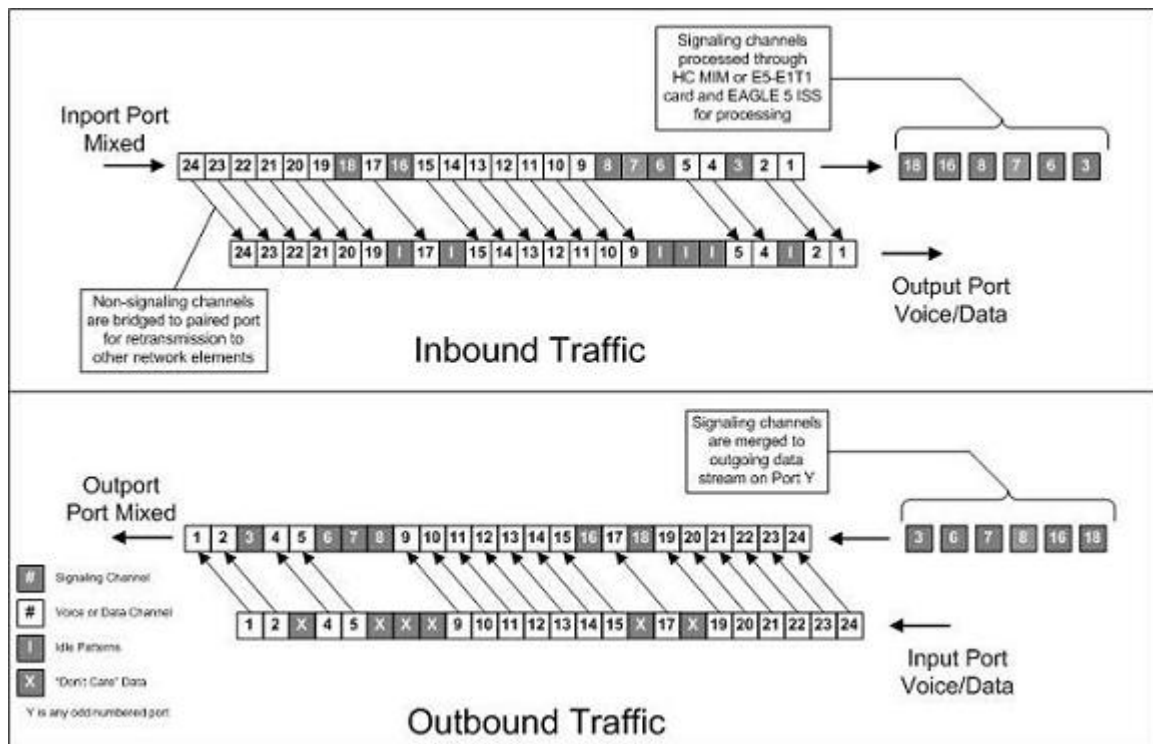 Signaling channels
processed through
HC MIM or E5-E1T1
card and EAGLE 5 ISS
for processing
Inport Port
Mixed
24 23 22 21 20 19 18 17 16 15 14 13 12 11 10 9 8 7 6 5 4 3 2 1
18 16 8 7 6 3
24 23 22 21 20 19 I 17 I 15 14 13 12 11 10 9 I I I 5 4 I 2 1
Output Port
Voice/Data
Non-signaling channels
are bridged to paired port
for retransmission to
other network elements
Inbound Traffic
Signaling channels
are merged to
outgoing data
stream on Port Y
Outport
Port Mixed
1 2 3 4 5 6 7 8 9 10 11 12 13 14 15 16 17 18 19 20 21 22 23 24
3 6 7 8 16 18
# Signaling Channel
# Voice or Data Channel
I Idle Patterns
X "Don't Care" Data
Y is any odd numbered port
1 2 X 4 5 X X X 9 10 11 12 13 14 15 X 17 X 19 20 21 22 23 24
Input Port
Voice/Data
Outbound Traffic